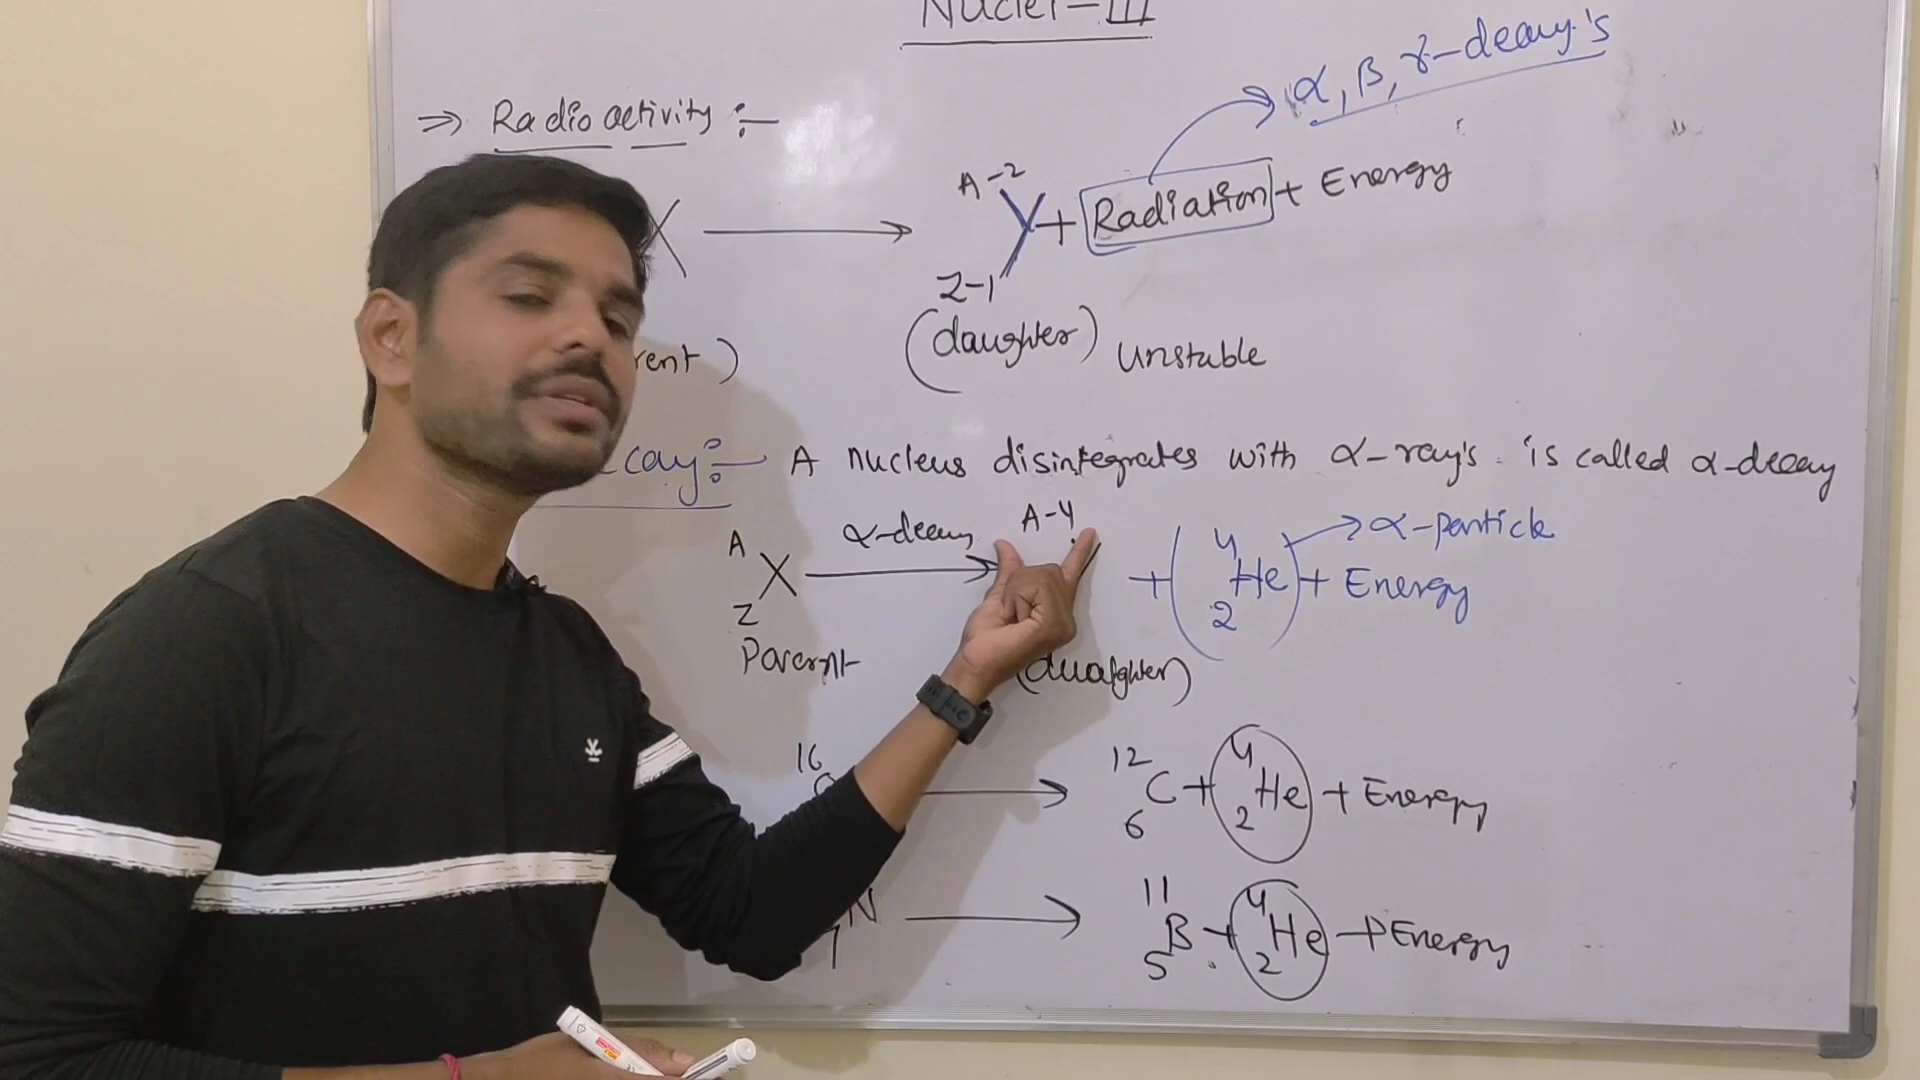 Nuclei-III
⇒ Radioactivity :-
α, β, γ-decay's
X → A-2 Y Z-1 + Radiation + Energy
rent) (daughter) unstable
cay:- A nucleus disintegrates with α-ray's is called α-decay
A X Z α-decay → A-4 + (4 He 2) + Energy → α-particle
Parent (duaghter)
16 → 12 C 6 + 4 He 2 + Energy
N 7 → 11 B 5 + 4 He 2 + Energy